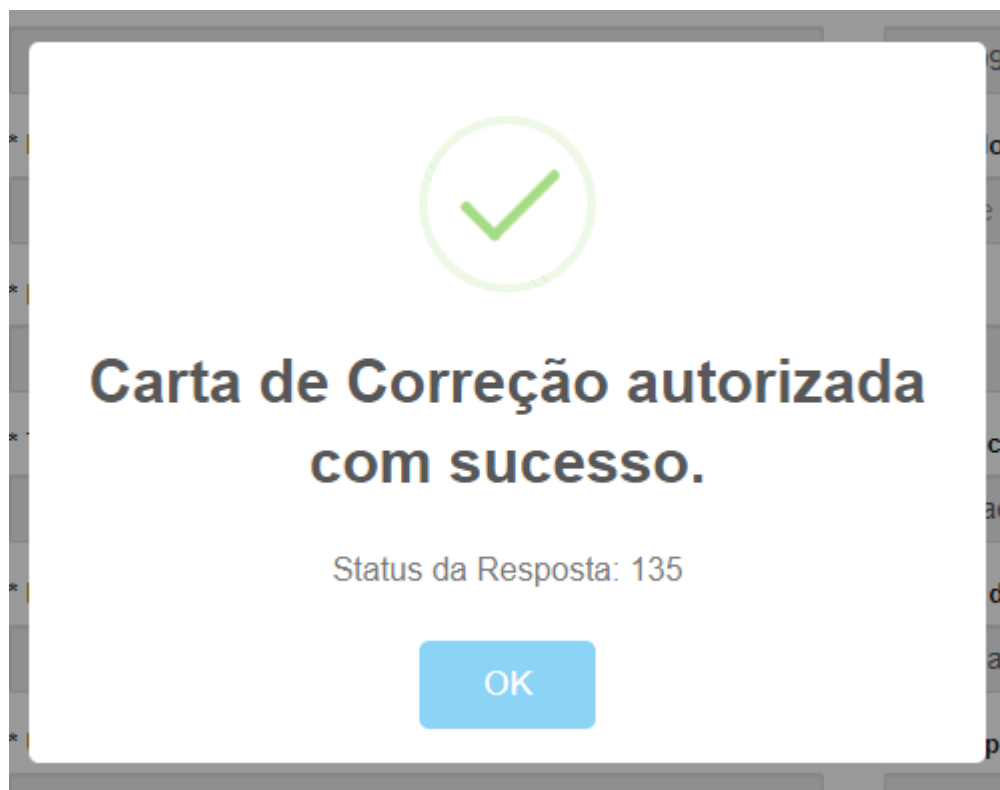 Carta de Correção autorizada
com sucesso.
Status da Resposta: 135
OK